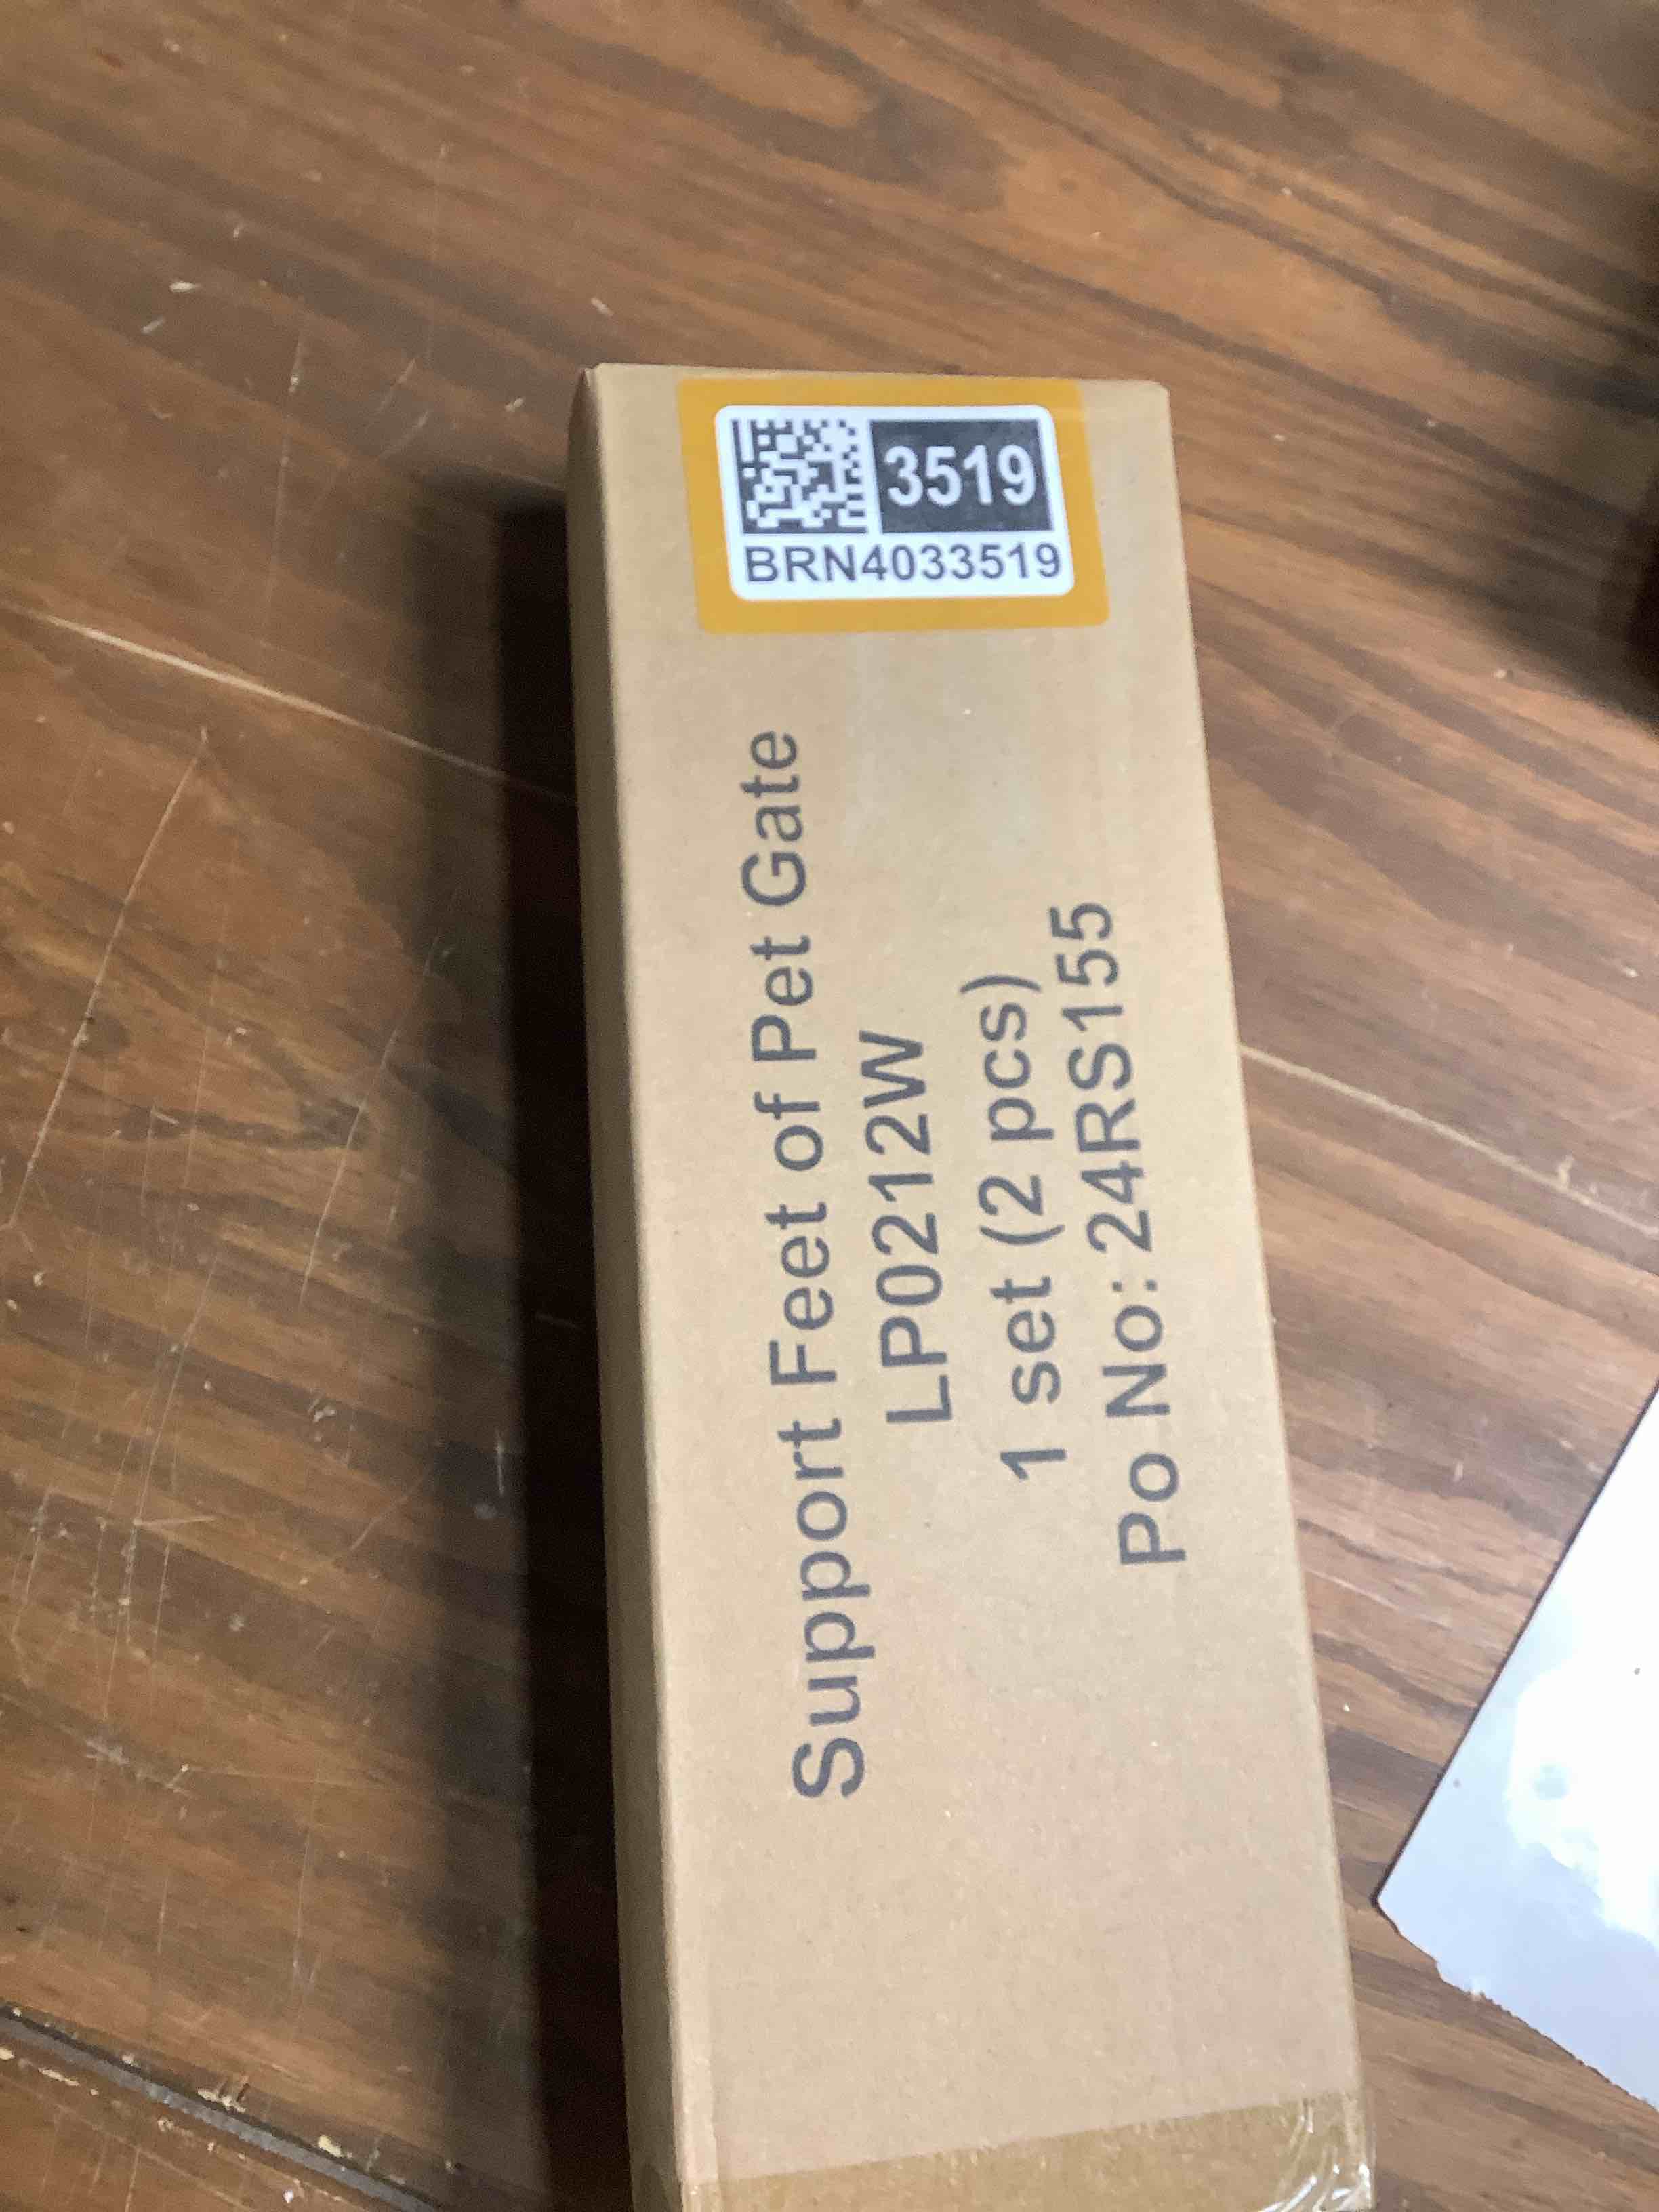 3519
BRN4033519
Support Feet of Pet Gate
LP0212W
1 set (2 pcs)
Po No: 24RS155